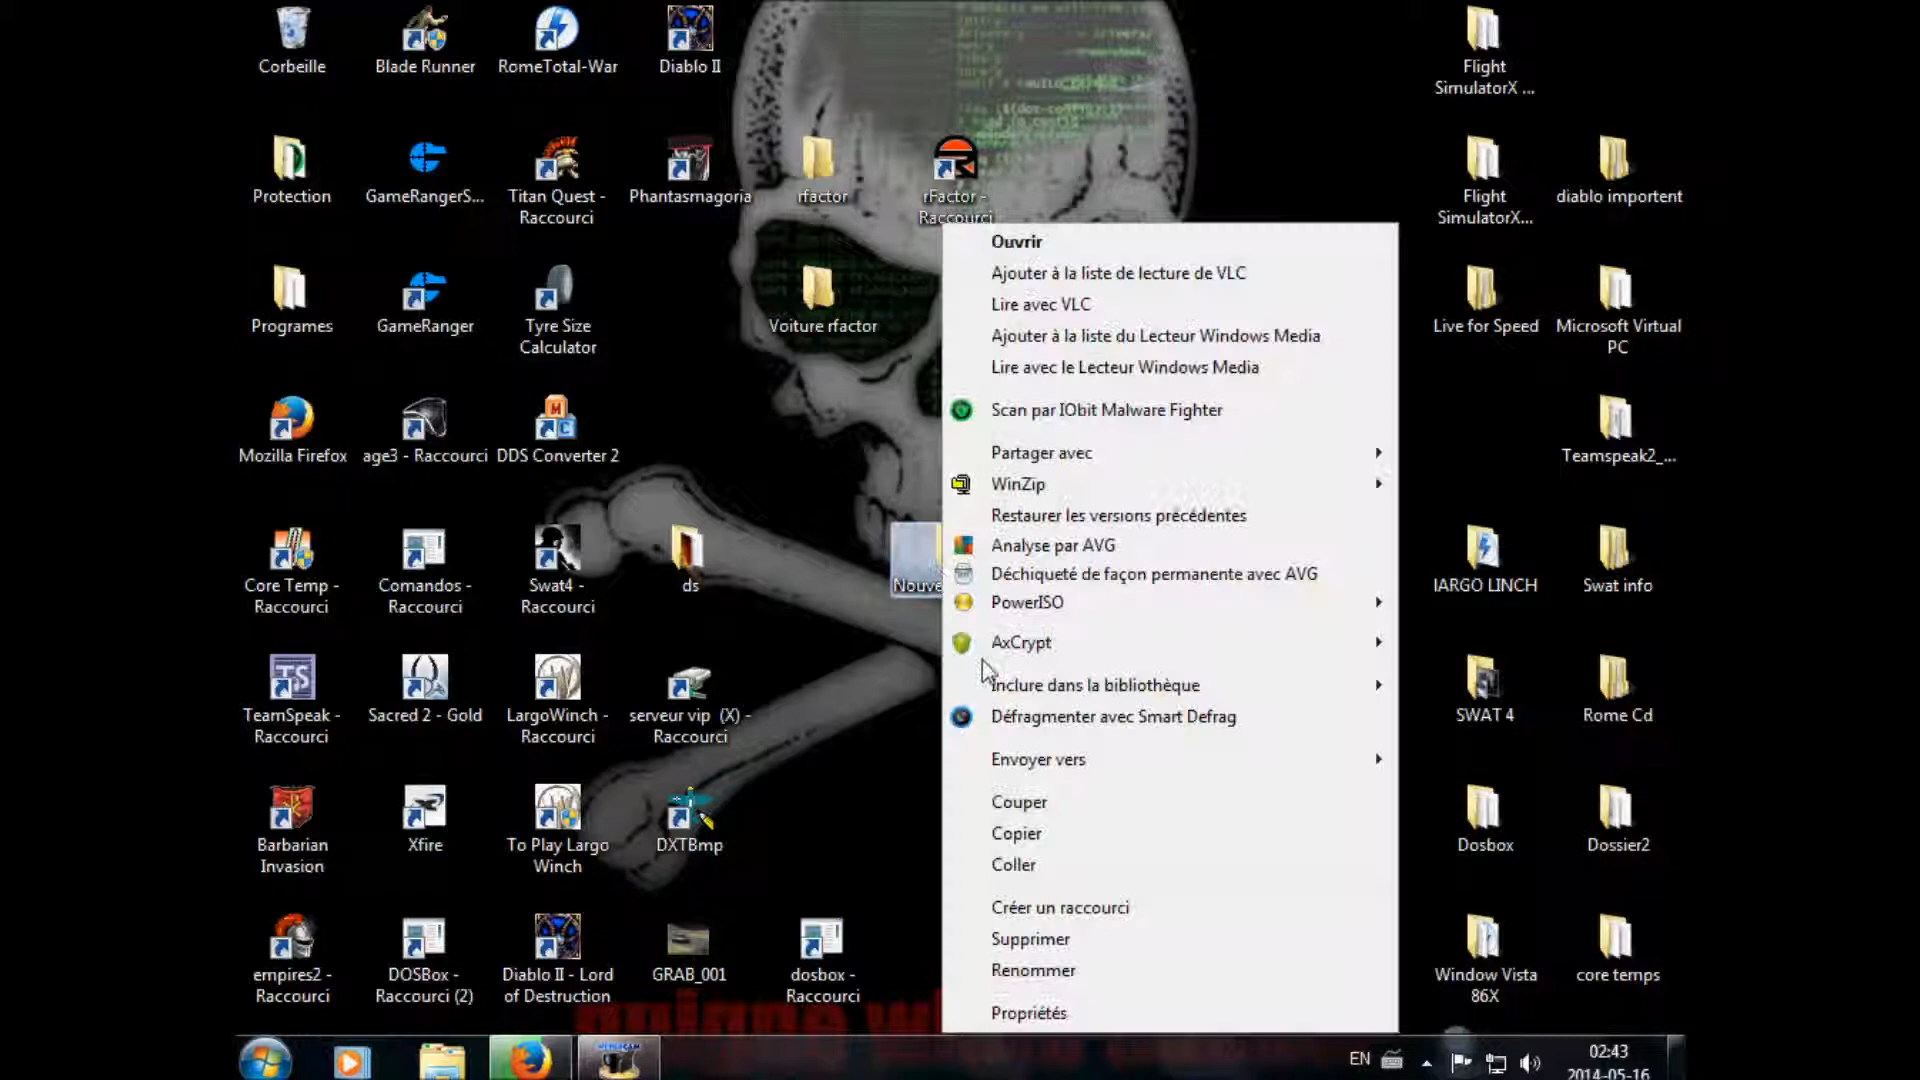 Corbeille
Blade Runner
RomeTotal-War
Diablo II
Flight
SimulatorX ...
Protection
GameRangerS...
Titan Quest -
Raccourci
Phantasmagoria
rfactor
rFactor -
Raccourci
Flight
SimulatorX...
diablo importent
Programes
GameRanger
Tyre Size
Calculator
Voiture rfactor
Live for Speed
Microsoft Virtual
PC
Mozilla Firefox
age3 - Raccourci
DDS Converter 2
Teamspeak2_...
Core Temp -
Raccourci
Comandos -
Raccourci
Swat4 -
Raccourci
ds
Nouve
lARGO LINCH
Swat info
TeamSpeak -
Raccourci
Sacred 2 - Gold
LargoWinch -
Raccourci
serveur vip (X) -
Raccourci
SWAT 4
Rome Cd
Barbarian
Invasion
Xfire
To Play Largo
Winch
DXTBmp
Dosbox
Dossier2
empires2 -
Raccourci
DOSBox -
Raccourci (2)
Diablo II - Lord
of Destruction
GRAB_001
dosbox -
Raccourci
Window Vista
86X
core temps
Ouvrir
Ajouter à la liste de lecture de VLC
Lire avec VLC
Ajouter à la liste du Lecteur Windows Media
Lire avec le Lecteur Windows Media
Scan par IObit Malware Fighter
Partager avec
WinZip
Restaurer les versions précédentes
Analyse par AVG
Déchiqueté de façon permanente avec AVG
PowerISO
AxCrypt
Inclure dans la bibliothèque
Défragmenter avec Smart Defrag
Envoyer vers
Couper
Copier
Coller
Créer un raccourci
Supprimer
Renommer
Propriétés
EN
02:43
2014-05-16